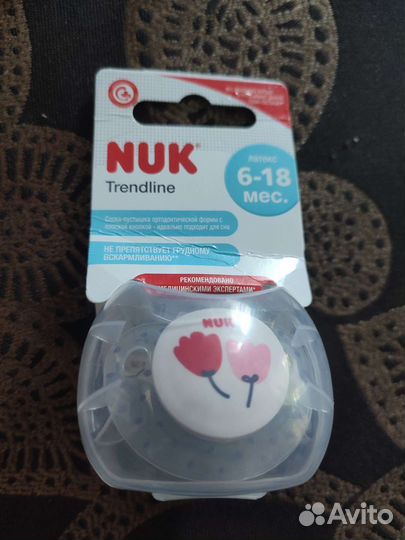 NUK
Trendline
латекс
6-18
мес.
Соска-пустышка ортодонтической формы с
плоской кнопкой - идеально подходит для сна
НЕ ПРЕПЯТСТВУЕТ ГРУДНОМУ
ВСКАРМЛИВАНИЮ**
РЕКОМЕНДОВАНО
МЕДИЦИНСКИМИ ЭКСПЕРТАМИ*
NUK
Avito